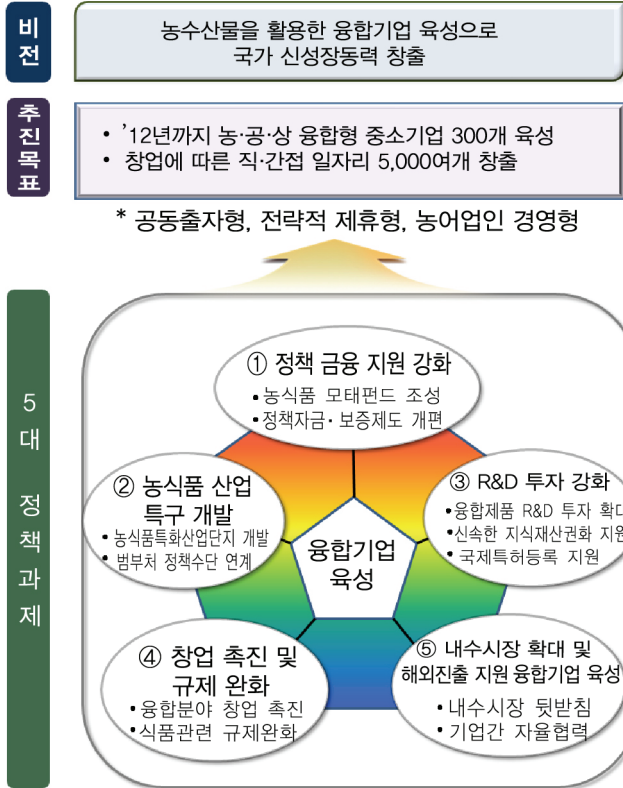 비전
농수산물을 활용한 융합기업 육성으로
국가 신성장동력 창출
추진목표
• ’12년까지 농·공·상 융합형 중소기업 300개 육성
• 창업에 따른 직·간접 일자리 5,000여개 창출
* 공동출자형, 전략적 제휴형, 농어업인 경영형
5대 정책과제
① 정책 금융 지원 강화
•농식품 모태펀드 조성
•정책자금·보증제도 개편
② 농식품 산업
특구 개발
•농식품특화산업단지 개발
•범부처 정책수단 연계
③ R&D 투자 강화
•융합제품 R&D 투자 확대
•신속한 지식재산권화 지원
•국제특허등록 지원
융합기업
육성
④ 창업 촉진 및
규제 완화
•융합분야 창업 촉진
•식품관련 규제완화
⑤ 내수시장 확대 및
해외진출 지원 융합기업 육성
•내수시장 뒷받침
•기업간 자율협력